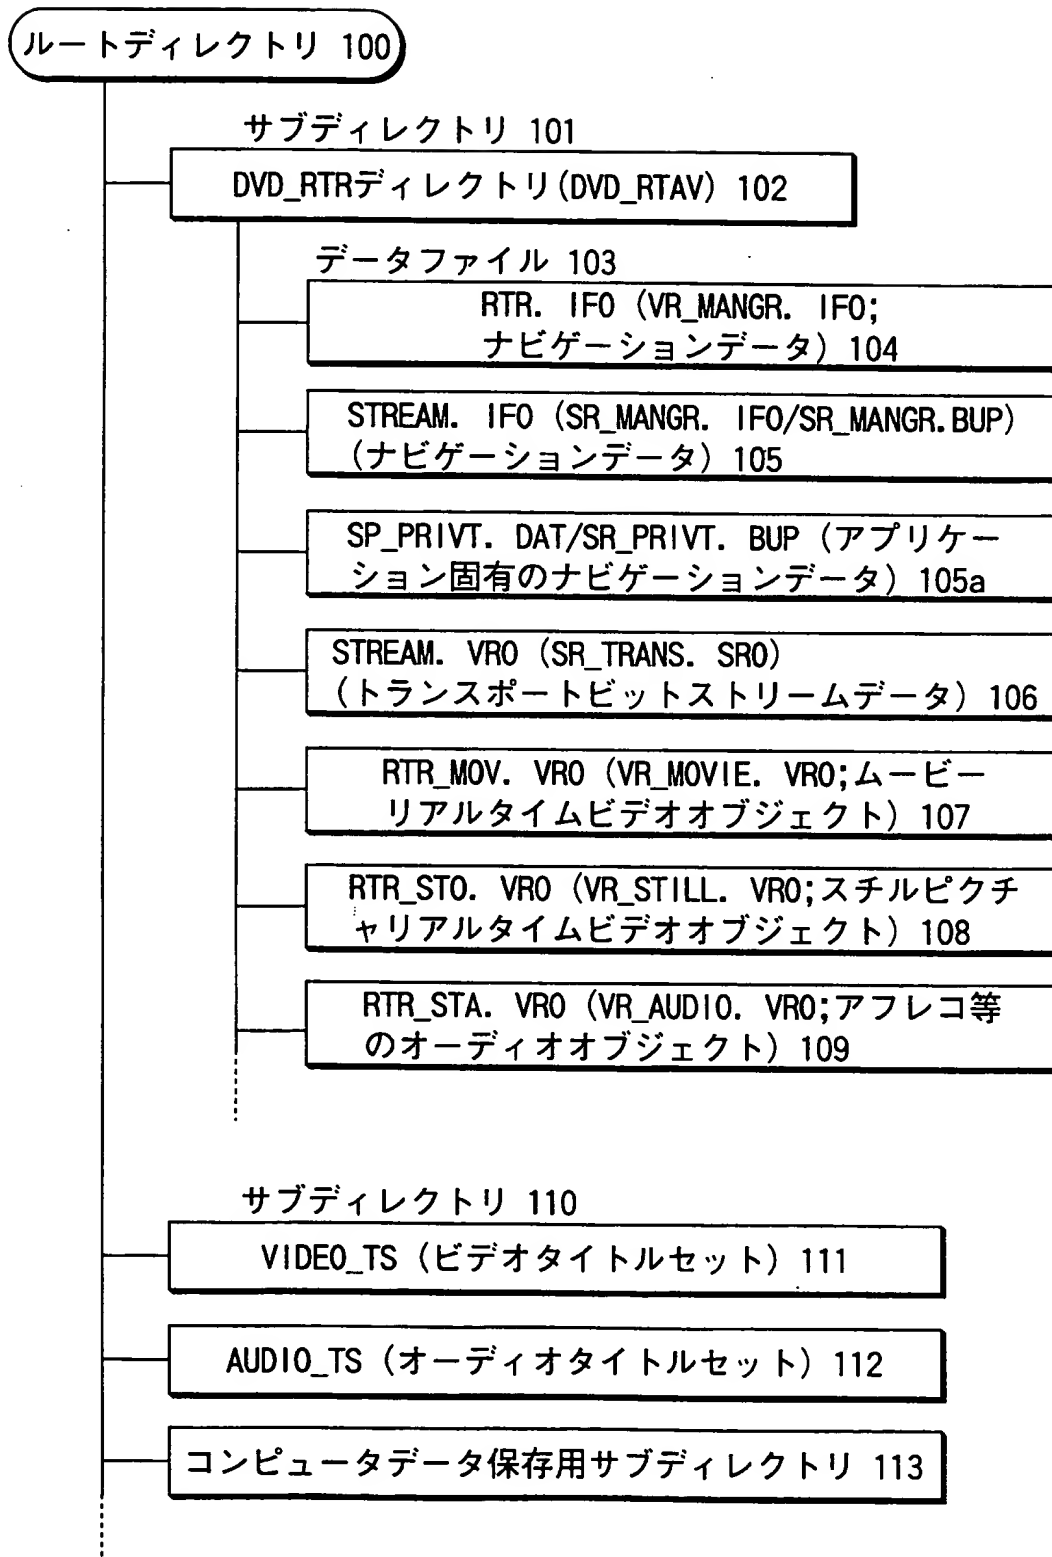 ルートディレクトリ 100
サブディレクトリ 101
DVD_RTRディレクトリ(DVD_RTAV) 102
データファイル 103
RTR. IFO (VR_MANGR. IFO;
ナビゲーションデータ) 104
STREAM. IFO (SR_MANGR. IFO/SR_MANGR.BUP)
(ナビゲーションデータ) 105
SP_PRIVT. DAT/SR_PRIVT. BUP (アプリケー
ション固有のナビゲーションデータ) 105a
STREAM. VRO (SR_TRANS. SRO)
(トランスポートビットストリームデータ) 106
RTR_MOV. VRO (VR_MOVIE. VRO;ムービー
リアルタイムビデオオブジェクト) 107
RTR_STO. VRO (VR_STILL. VRO;スチルピクチ
ャリアルタイムビデオオブジェクト) 108
RTR_STA. VRO (VR_AUDIO. VRO;アフレコ等
のオーディオオブジェクト) 109
サブディレクトリ 110
VIDEO_TS (ビデオタイトルセット) 111
AUDIO_TS (オーディオタイトルセット) 112
コンピュータデータ保存用サブディレクトリ 113